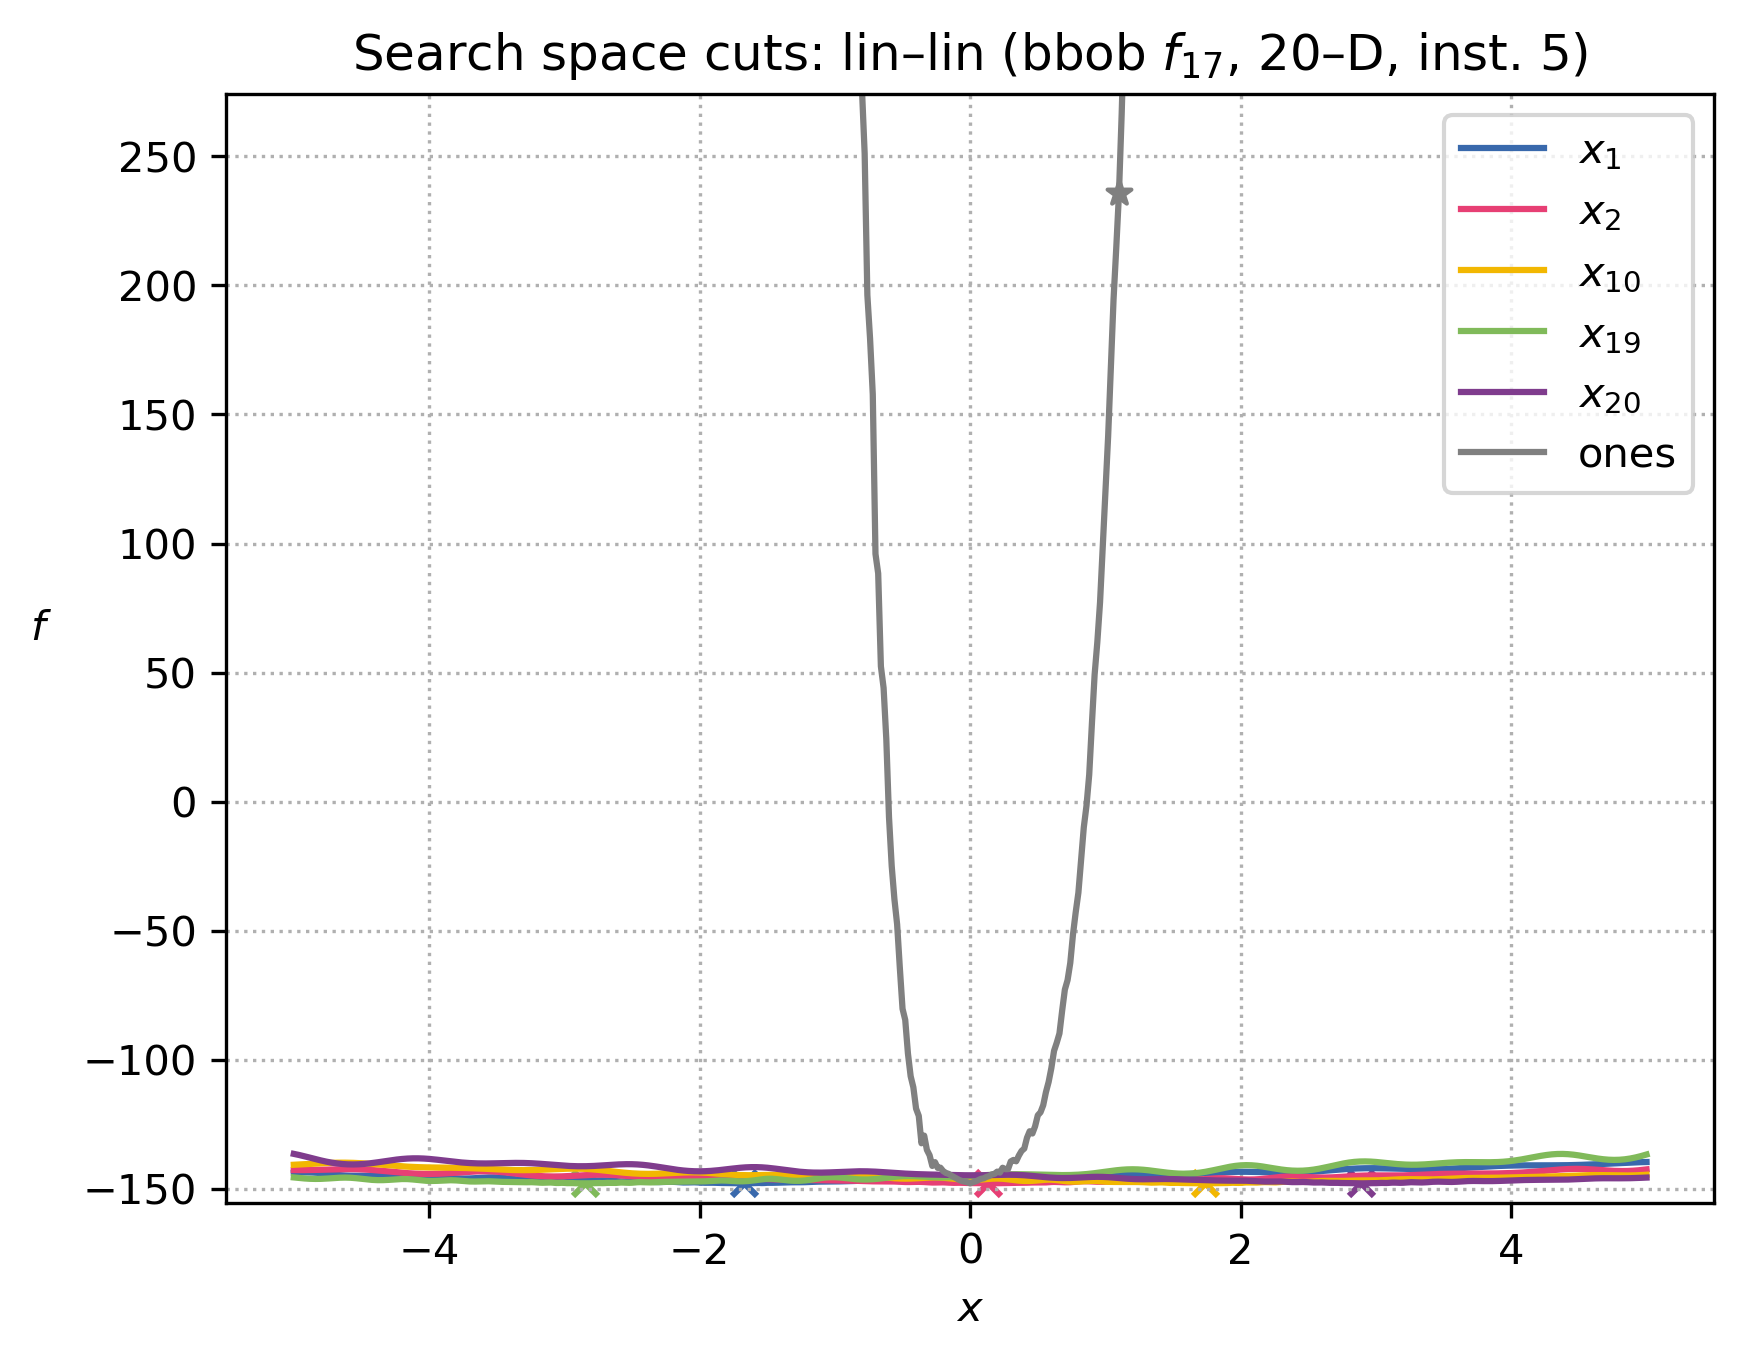 Search space cuts: lin–lin (bbob f₁₇, 20–D, inst. 5)
250
200
150
100
50
0
−50
−100
−150
f
−4
−2
0
2
4
x
x₁
x₂
x₁₀
x₁₉
x₂₀
ones